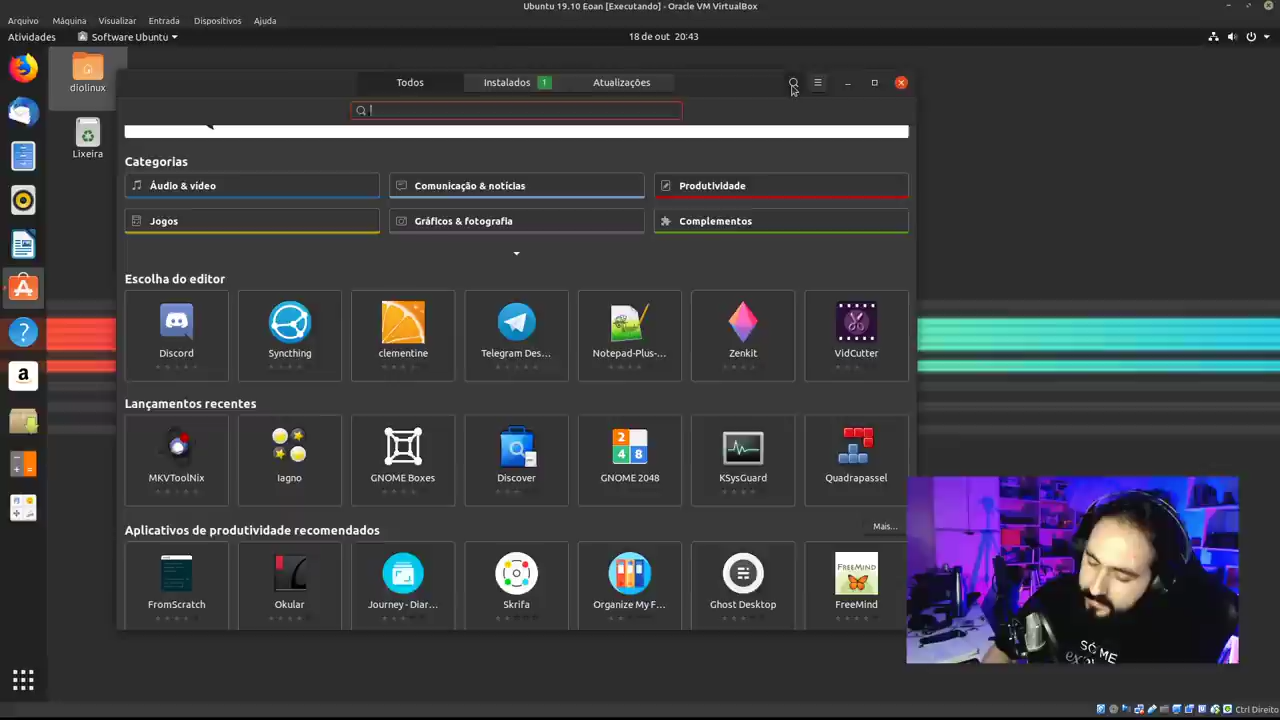 Ubuntu 19.10 Eoan [Executando] - Oracle VM VirtualBox
Arquivo Máquina Visualizar Entrada Dispositivos Ajuda
Atividades Software Ubuntu 18 de out 20:43
diolinux
Lixeira
Todos Instalados 1 Atualizações
Categorias
Áudio & vídeo Comunicação & notícias Produtividade
Jogos Gráficos & fotografia Complementos
Escolha do editor
Discord Syncthing clementine Telegram Des... Notepad-Plus-... Zenkit VidCutter
Lançamentos recentes
MKVToolNix Iagno GNOME Boxes Discover GNOME 2048 KSysGuard Quadrapassel
Aplicativos de produtividade recomendados Mais...
FREEMIND
FromScratch Okular Journey - Diar... Skrifa Organize My F... Ghost Desktop FreeMind
SÓ ME
Ctrl Direito